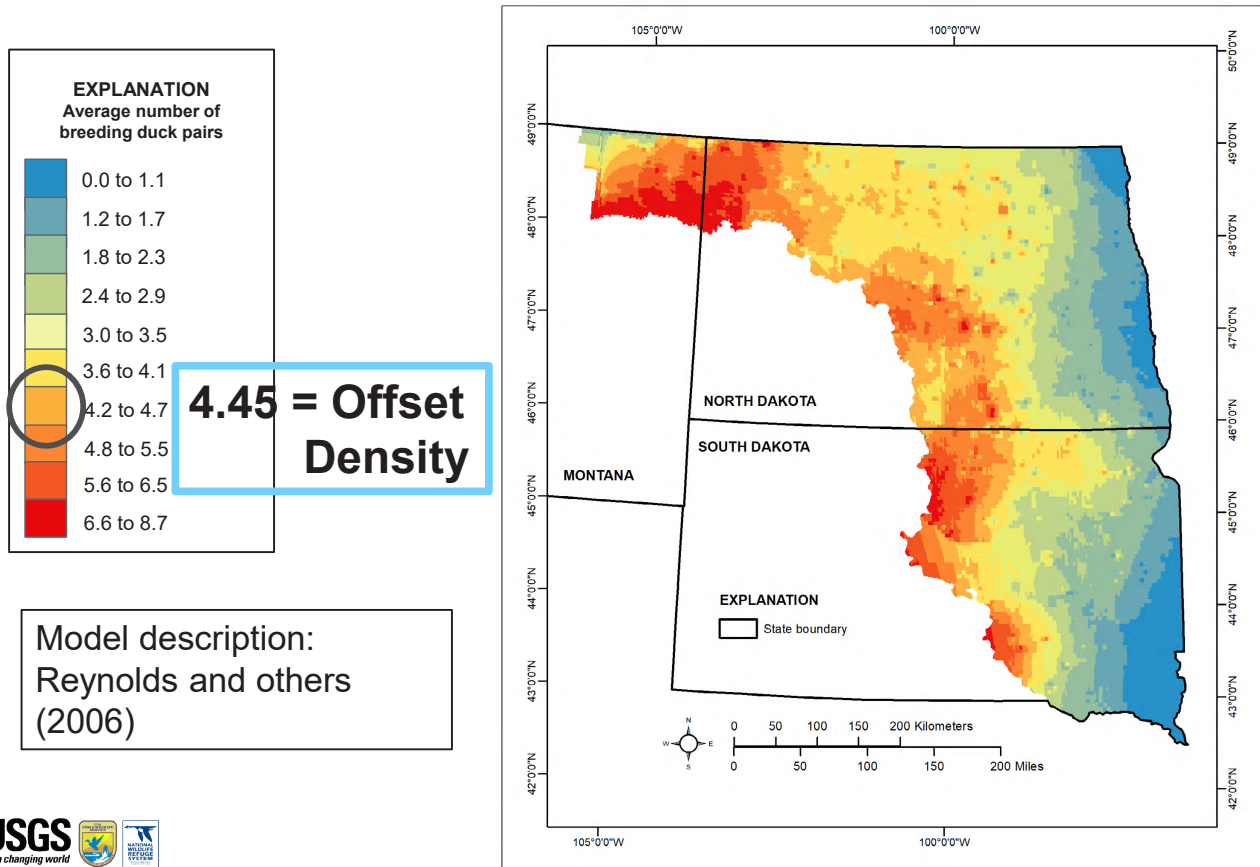 EXPLANATION
Average number of
breeding duck pairs
0.0 to 1.1
1.2 to 1.7
1.8 to 2.3
2.4 to 2.9
3.0 to 3.5
3.6 to 4.1
4.2 to 4.7
4.8 to 5.5
5.6 to 6.5
6.6 to 8.7
4.45 = Offset
Density
Model description:
Reynolds and others
(2006)
USGS
changing world
NATIONAL
WILDLIFE
REFUGE
SYSTEM
105°0'0"W 100°0'0"W
50°0'0"N
49°0'0"N 49°0'0"N
48°0'0"N 48°0'0"N
47°0'0"N 47°0'0"N
46°0'0"N 46°0'0"N
45°0'0"N 45°0'0"N
44°0'0"N 44°0'0"N
43°0'0"N 43°0'0"N
42°0'0"N 42°0'0"N
NORTH DAKOTA
SOUTH DAKOTA
MONTANA
EXPLANATION
State boundary
N
W E
S
0 50 100 150 200 Kilometers
0 50 100 150 200 Miles
105°0'0"W 100°0'0"W